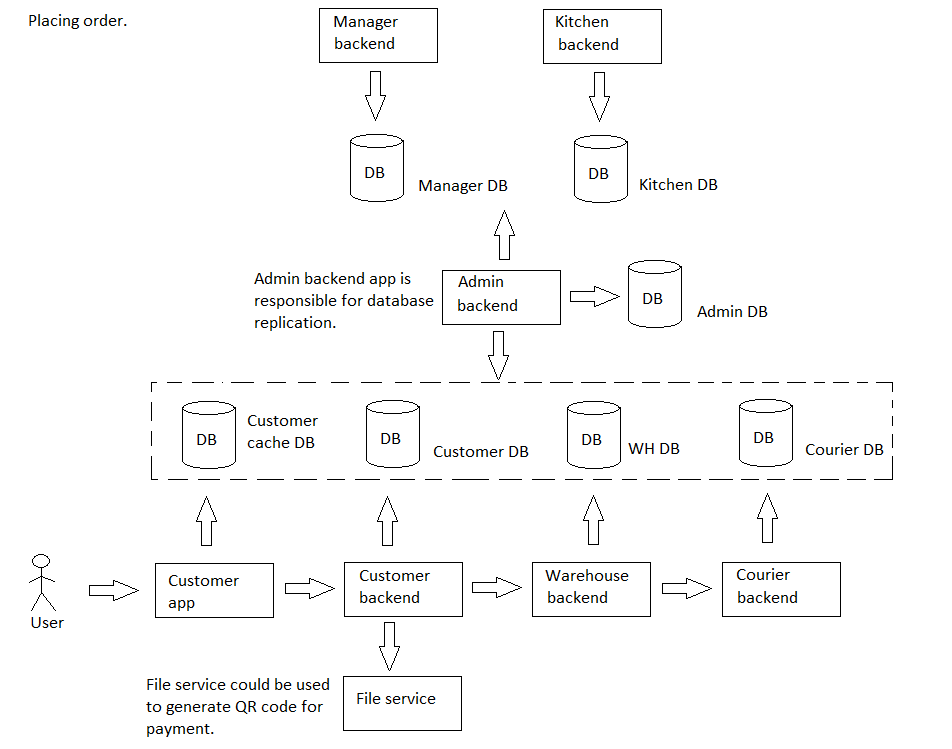 Placing order.
Manager
backend
Kitchen
backend
DB
Manager DB
DB
Kitchen DB
Admin backend app is
responsible for database
replication.
Admin
backend
DB
Admin DB
DB
Customer
cache DB
DB
Customer DB
DB
WH DB
DB
Courier DB
User
Customer
app
Customer
backend
Warehouse
backend
Courier
backend
File service could be used
to generate QR code for
payment.
File service